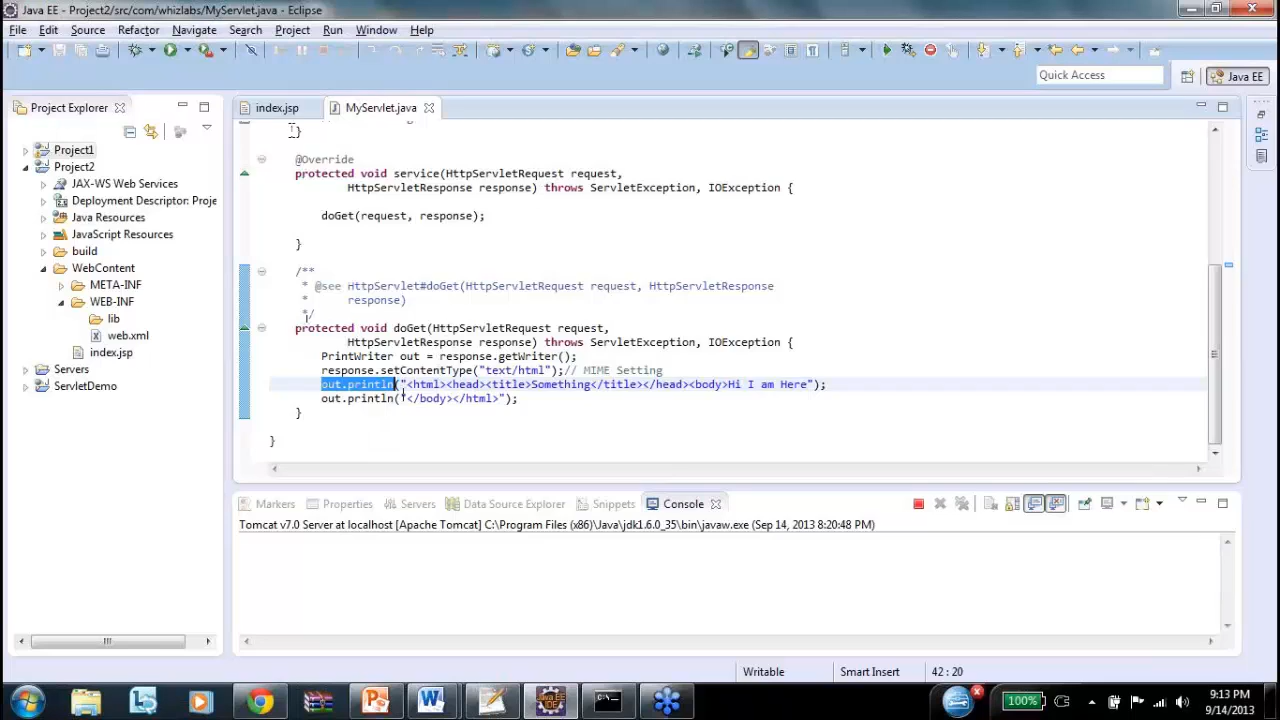 Java EE - Project2/src/com/whizlabs/MyServlet.java - Eclipse
File Edit Source Refactor Navigate Search Project Run Window Help
Quick Access
Java EE
Project Explorer
index.jsp
MyServlet.java
Project1
Project2
JAX-WS Web Services
Deployment Descriptor: Proje
Java Resources
JavaScript Resources
build
WebContent
META-INF
WEB-INF
lib
web.xml
index.jsp
Servers
ServletDemo
}
@Override
protected void service(HttpServletRequest request,
HttpServletResponse response) throws ServletException, IOException {
doGet(request, response);
}
/**
* @see HttpServlet#doGet(HttpServletRequest request, HttpServletResponse
* response)
*/
protected void doGet(HttpServletRequest request,
HttpServletResponse response) throws ServletException, IOException {
PrintWriter out = response.getWriter();
response.setContentType("text/html");// MIME Setting
out.println("<html><head><title>Something</title></head><body>Hi I am Here");
out.println("</body></html>");
}
}
Markers Properties Servers Data Source Explorer Snippets Console
Tomcat v7.0 Server at localhost [Apache Tomcat] C:\Program Files (x86)\Java\jdk1.6.0_35\bin\javaw.exe (Sep 14, 2013 8:20:48 PM)
Writable
Smart Insert
42 : 20
100%
9:13 PM
9/14/2013